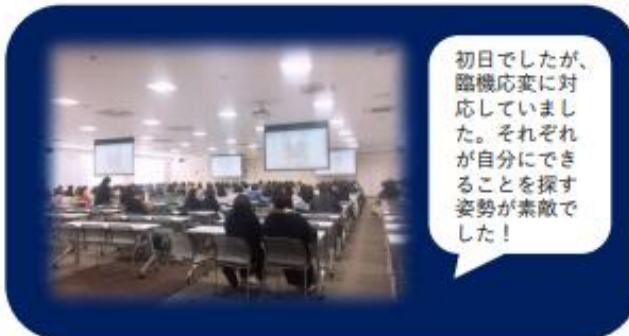 初日でしたが、
臨機応変に対
応していまし
た。それぞれ
が自分にでき
ることを探す
姿勢が素敵で
した！